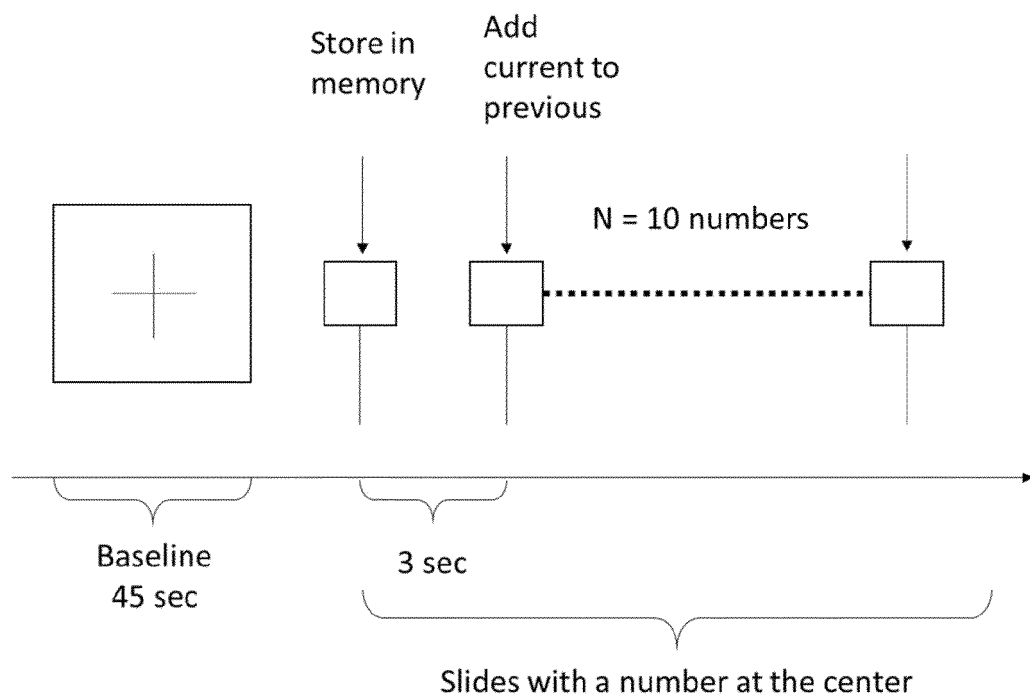 Store in
memory
Add
current to
previous
N = 10 numbers
Baseline
45 sec
3 sec
Slides with a number at the center